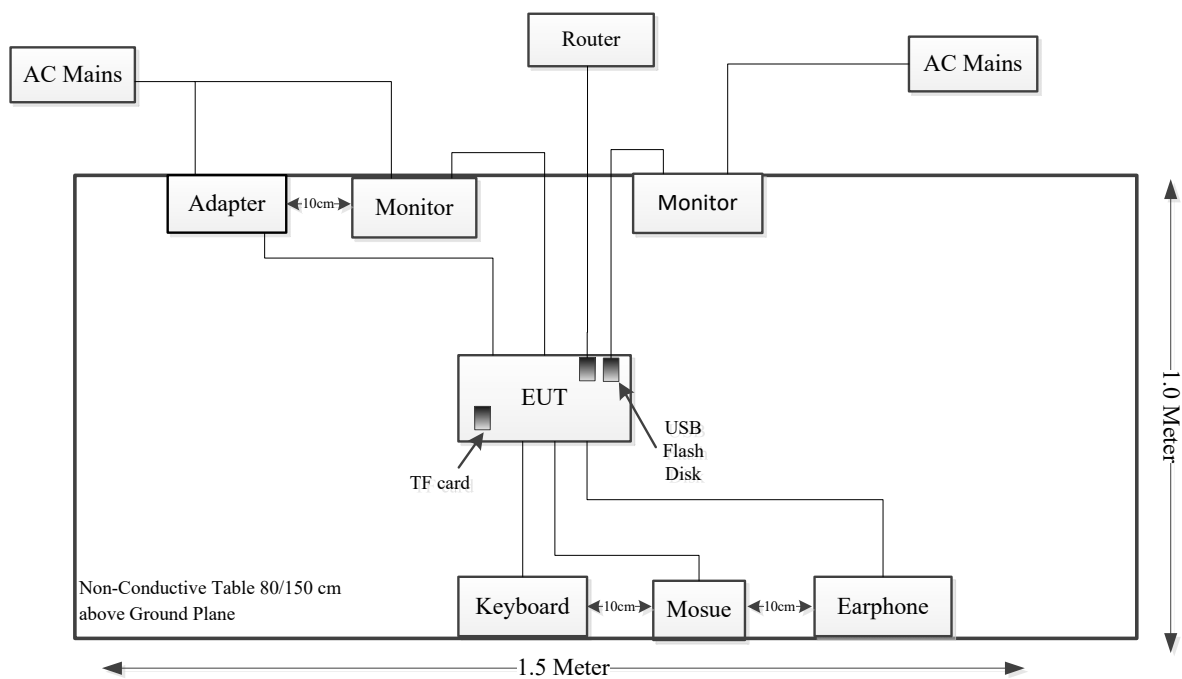 Router
AC Mains
AC Mains
Adapter
10cm
Monitor
Monitor
EUT
USB
Flash
Disk
TF card
1.0 Meter
Non-Conductive Table 80/150 cm
above Ground Plane
Keyboard
10cm
Mosue
10cm
Earphone
1.5 Meter